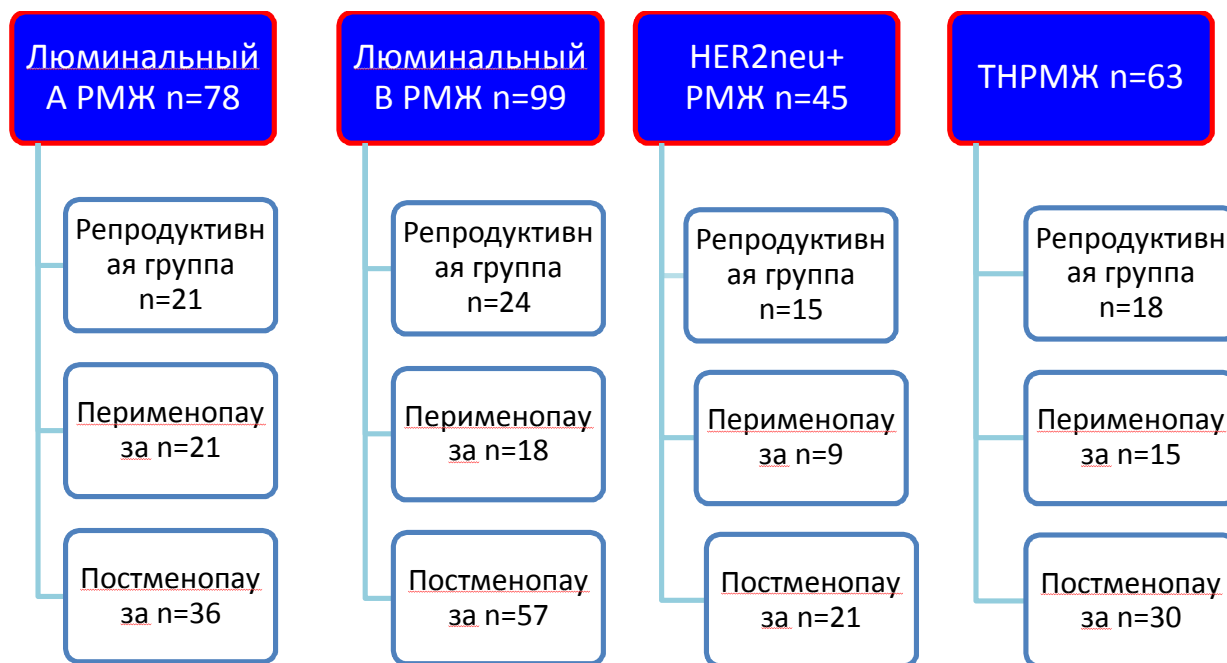 Люминальный
А РМЖ n=78
Репродуктивн
ая группа
n=21
Перименопау
за n=21
Постменопау
за n=36
Люминальный
В РМЖ n=99
Репродуктивн
ая группа
n=24
Перименопау
за n=18
Постменопау
за n=57
HER2neu+
РМЖ n=45
Репродуктивн
ая группа
n=15
Перименопау
за n=9
Постменопау
за n=21
ТНРМЖ n=63
Репродуктивн
ая группа
n=18
Перименопау
за n=15
Постменопау
за n=30